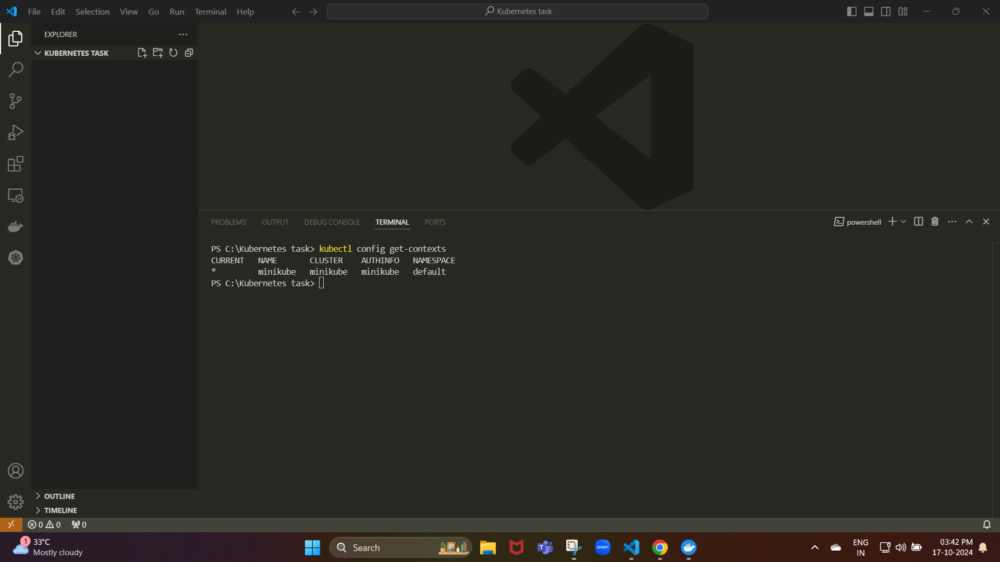 File Edit Selection View Go Run Terminal Help
Kubernetes task
EXPLORER
KUBERNETES TASK
PROBLEMS OUTPUT DEBUG CONSOLE TERMINAL PORTS
powershell
PS C:\Kubernetes task> kubectl config get-contexts
CURRENT NAME CLUSTER AUTHINFO NAMESPACE
* minikube minikube minikube default
PS C:\Kubernetes task>
OUTLINE
TIMELINE
0 0 0
1
33°C
Mostly cloudy
Search
T
zoom
ENG
IN
03:42 PM
17-10-2024